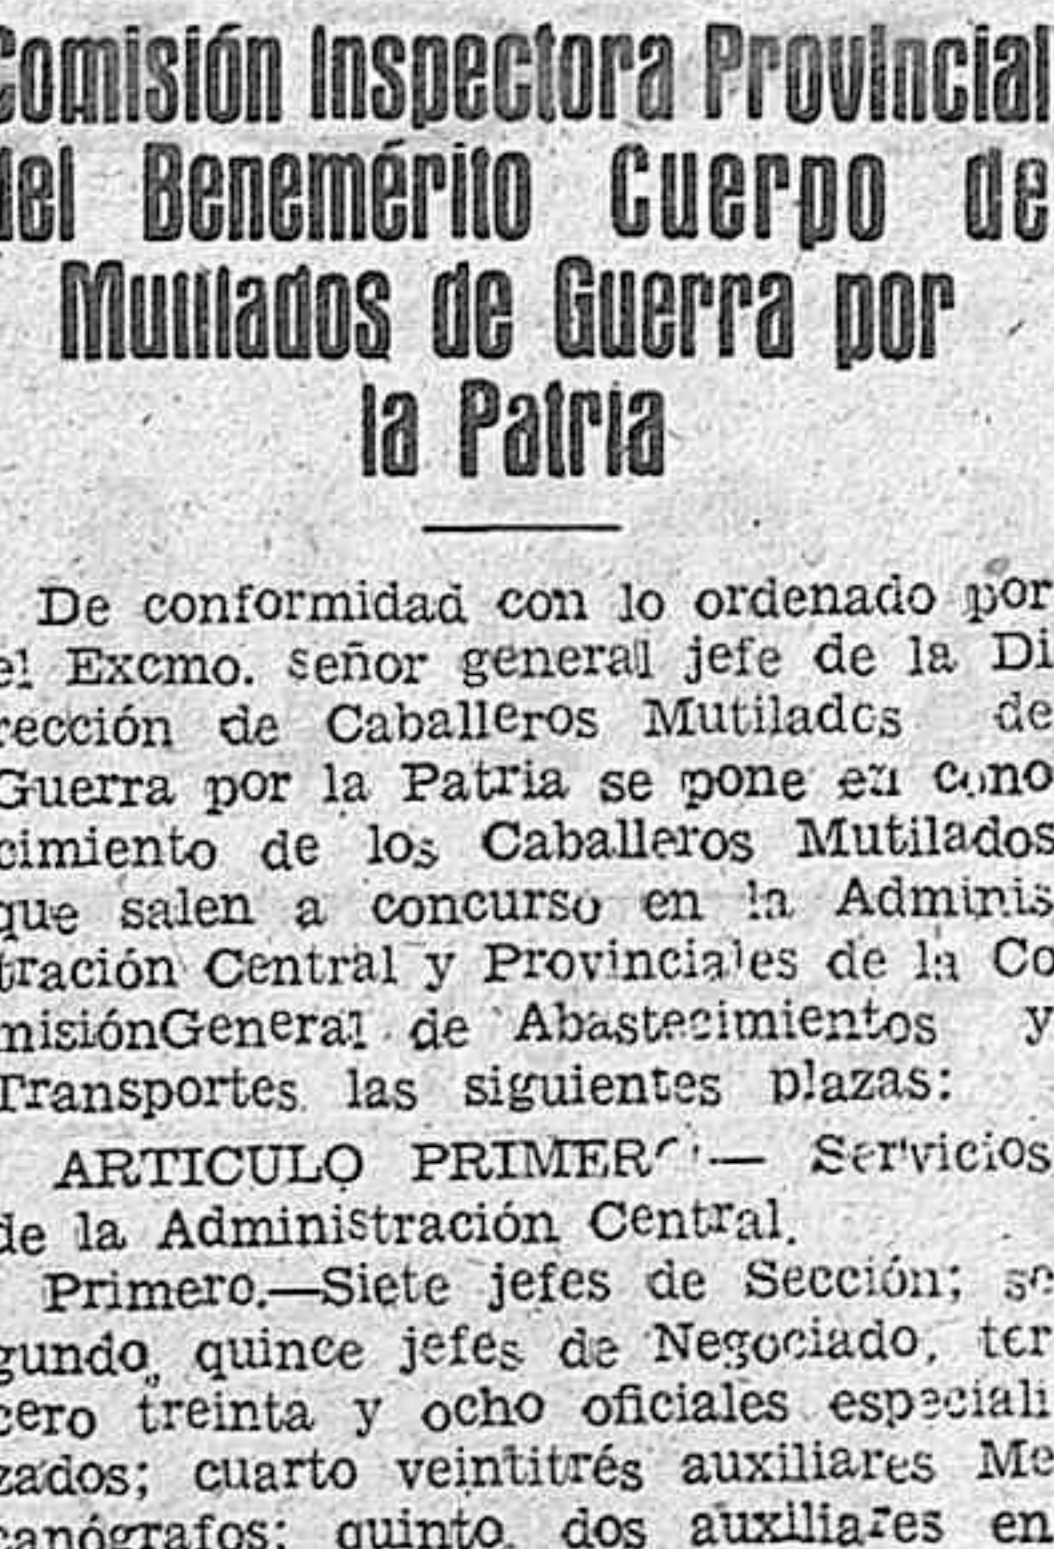 Comisión Inspectora Provincial
del Benemérito Cuerpo de
Mutilados de Guerra por
la Patria
De conformidad con lo ordenado por
el Excmo. señor general jefe de la Di
rección de Caballeros Mutilados de
Guerra por la Patria se pone en cono
cimiento de los Caballeros Mutilados
que salen a concurso en la Adminis
tración Central y Provinciales de la Co
misiónGeneral de Abastecimientos y
Transportes las siguientes plazas:
ARTICULO PRIMERO— Servicios
de la Administración Central.
Primero.—Siete jefes de Sección; se
gundo, quince jefes de Negociado, ter
cero treinta y ocho oficiales especiali
zados; cuarto veintitrés auxiliares Me
canógrafos; quinto, dos auxiliares en